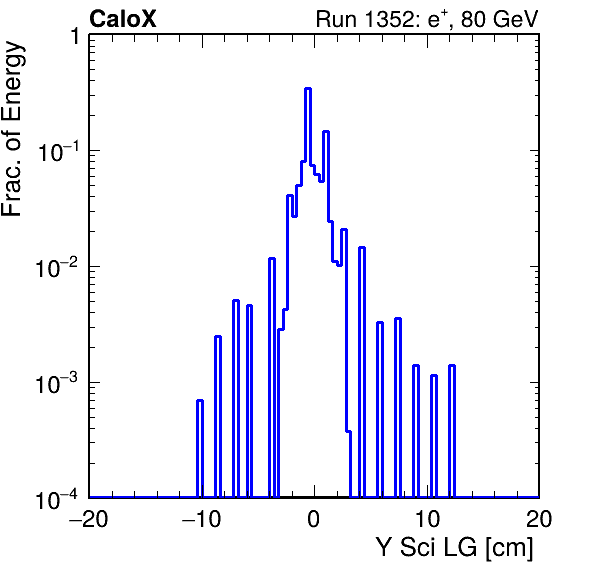 CaloX Run 1352: e⁺, 80 GeV
Frac. of Energy
1
10⁻¹
10⁻²
10⁻³
10⁻⁴
−20 −10 0 10 20
Y Sci LG [cm]